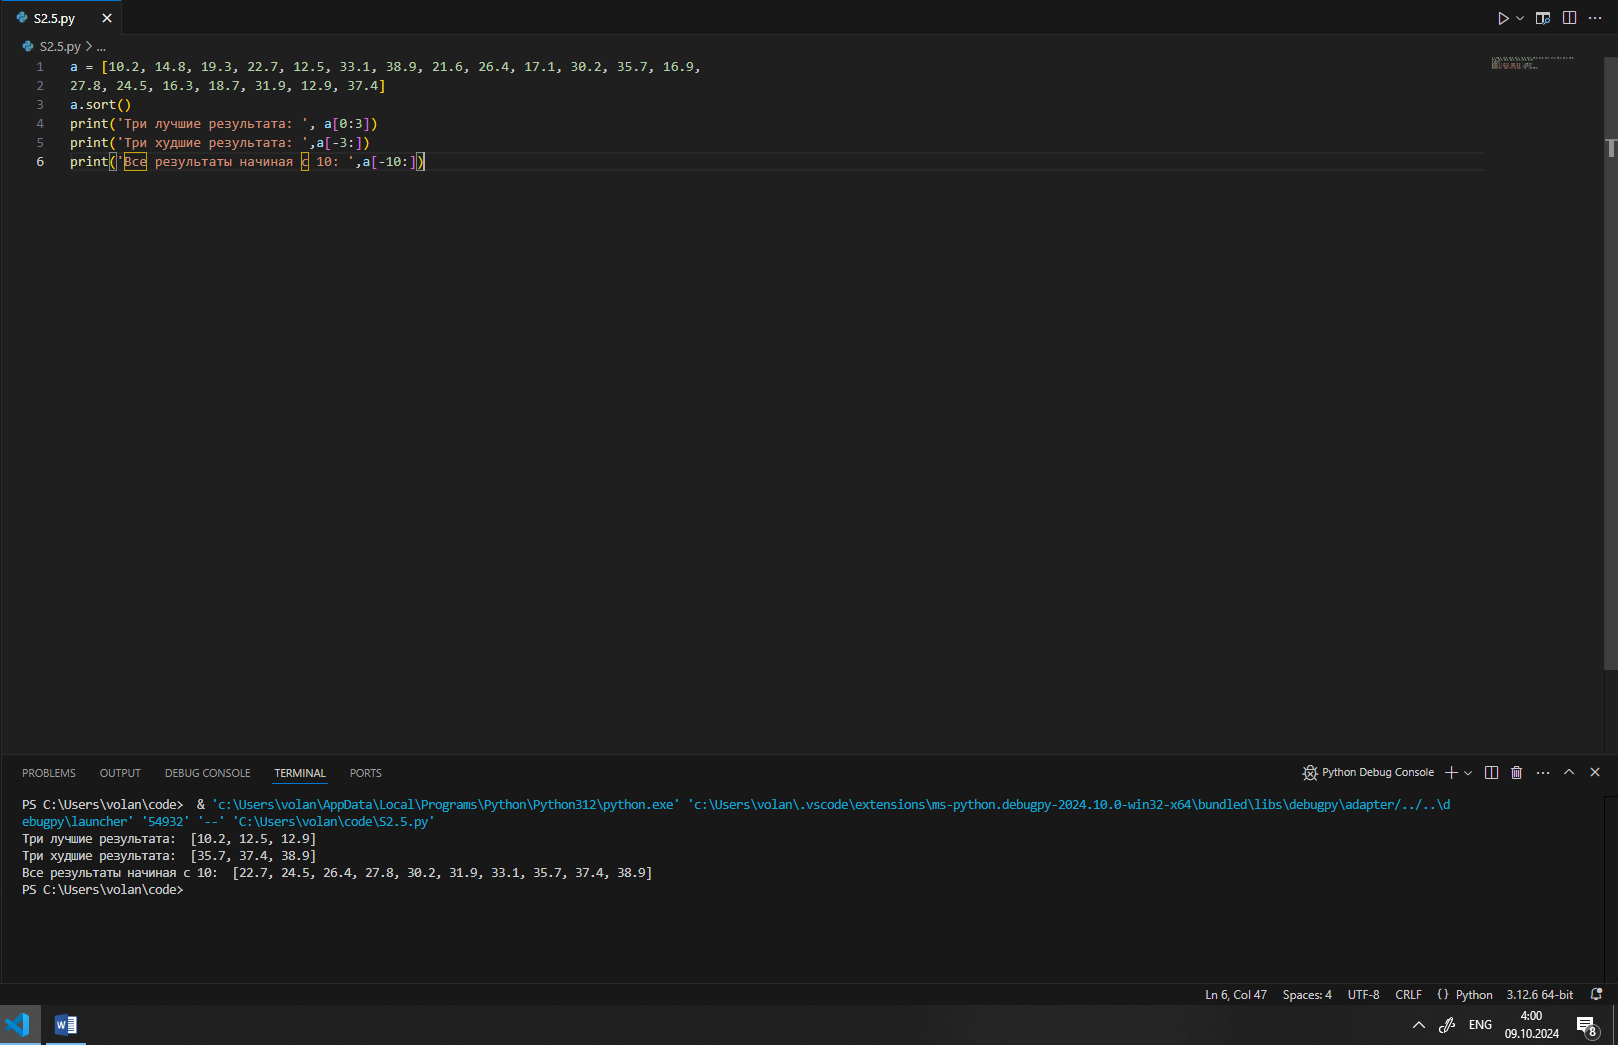 S2.5.py
S2.5.py > ...
1 a = [10.2, 14.8, 19.3, 22.7, 12.5, 33.1, 38.9, 21.6, 26.4, 17.1, 30.2, 35.7, 16.9,
2 27.8, 24.5, 16.3, 18.7, 31.9, 12.9, 37.4]
3 a.sort()
4 print('Три лучшие результата: ', a[0:3])
5 print('Три худшие результата: ',a[-3:])
6 print('Все результаты начиная с 10: ',a[-10:])
PROBLEMS OUTPUT DEBUG CONSOLE TERMINAL PORTS Python Debug Console
PS C:\Users\volan\code>  & 'c:\Users\volan\AppData\Local\Programs\Python\Python312\python.exe' 'c:\Users\volan\.vscode\extensions\ms-python.debugpy-2024.10.0-win32-x64\bundled\libs\debugpy\adapter/../..\d
ebugpy\launcher' '54932' '--' 'C:\Users\volan\code\S2.5.py'
Три лучшие результата:  [10.2, 12.5, 12.9]
Три худшие результата:  [35.7, 37.4, 38.9]
Все результаты начиная с 10:  [22.7, 24.5, 26.4, 27.8, 30.2, 31.9, 33.1, 35.7, 37.4, 38.9]
PS C:\Users\volan\code>
Ln 6, Col 47 Spaces: 4 UTF-8 CRLF {} Python 3.12.6 64-bit
W ENG 4:00
09.10.2024 8